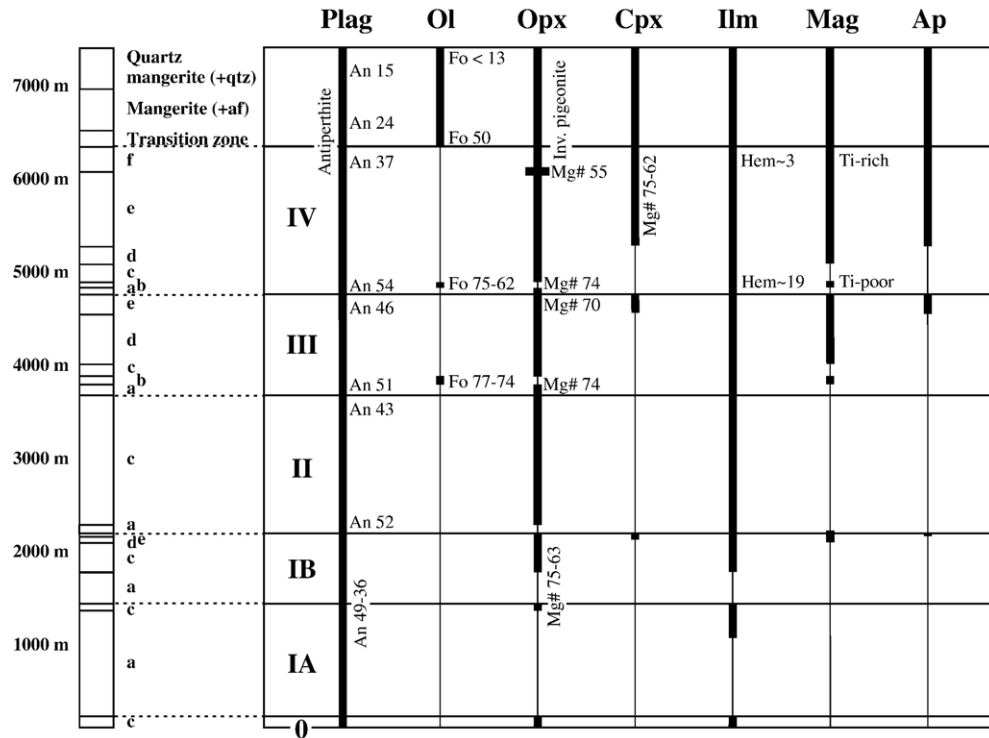 Plag Ol Opx Cpx Ilm Mag Ap
7000 m
6000 m
5000 m
4000 m
3000 m
2000 m
1000 m
Quartz
mangerite (+qtz)
Mangerite (+af)
Transition zone
f
e
d
c
b
a
e
d
c
b
a
c
a
e
d
c
a
c
a
c
IV
III
II
IB
IA
0
Antiperthite
An 15
An 24
An 37
An 54
An 46
An 51
An 43
An 52
An 49-36
Fo < 13
Fo 50
Fo 75-62
Fo 77-74
Inv. pigeonite
Mg# 55
Mg# 74
Mg# 70
Mg# 74
Mg# 75-63
Mg# 75-62
Hem~3
Hem~19
Ti-rich
Ti-poor